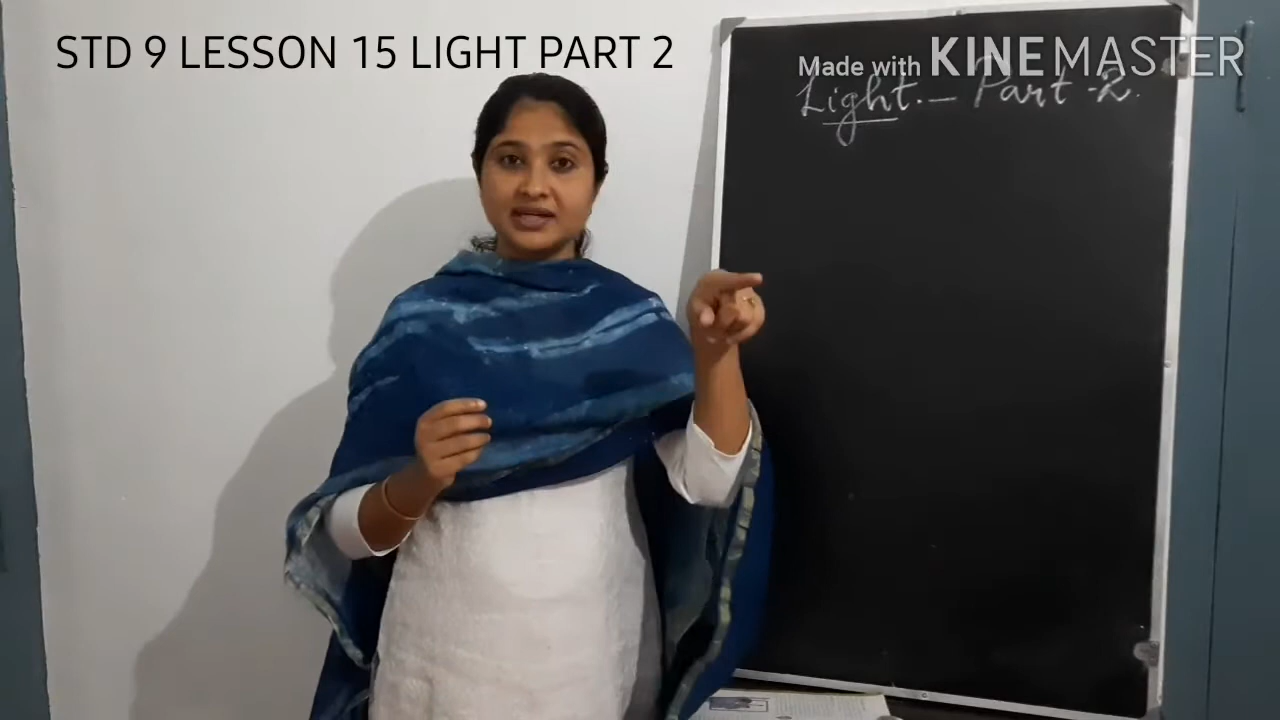 STD 9 LESSON 15 LIGHT PART 2
Made with KINEMASTER
Light. - Part - 2.